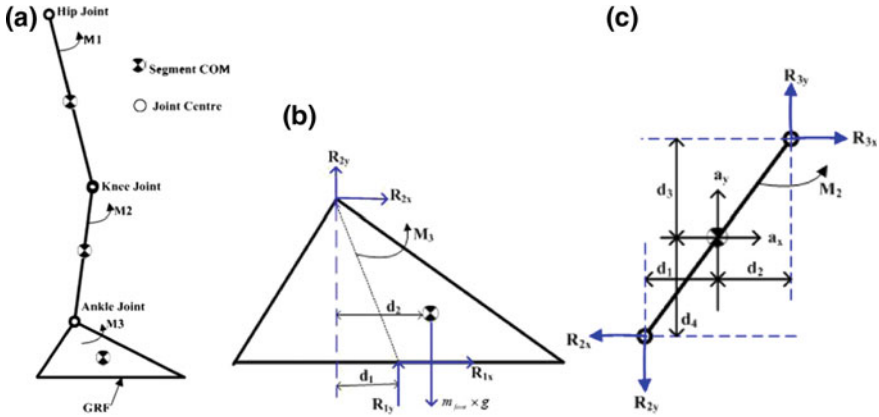 (a)
Hip Joint
M1
Segment COM
Joint Centre
Knee Joint
M2
Ankle Joint
M3
GRF
(b)
R2y
R2x
M3
d2
d1
R1x
R1y
m foot × g
(c)
R3y
R3x
ay
M2
d3
ax
d1
d2
d4
R2x
R2y